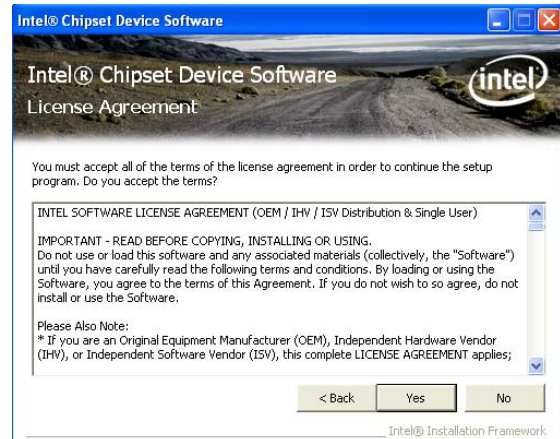 Intel® Chipset Device Software
Intel® Chipset Device Software
License Agreement
intel
You must accept all of the terms of the license agreement in order to continue the setup
program. Do you accept the terms?
INTEL SOFTWARE LICENSE AGREEMENT (OEM / IHV / ISV Distribution & Single User)
IMPORTANT - READ BEFORE COPYING, INSTALLING OR USING.
Do not use or load this software and any associated materials (collectively, the "Software")
until you have carefully read the following terms and conditions. By loading or using the
Software, you agree to the terms of this Agreement. If you do not wish to so agree, do not
install or use the Software.
Please Also Note:
* If you are an Original Equipment Manufacturer (OEM), Independent Hardware Vendor
(IHV), or Independent Software Vendor (ISV), this complete LICENSE AGREEMENT applies;
< Back Yes No
Intel® Installation Framework